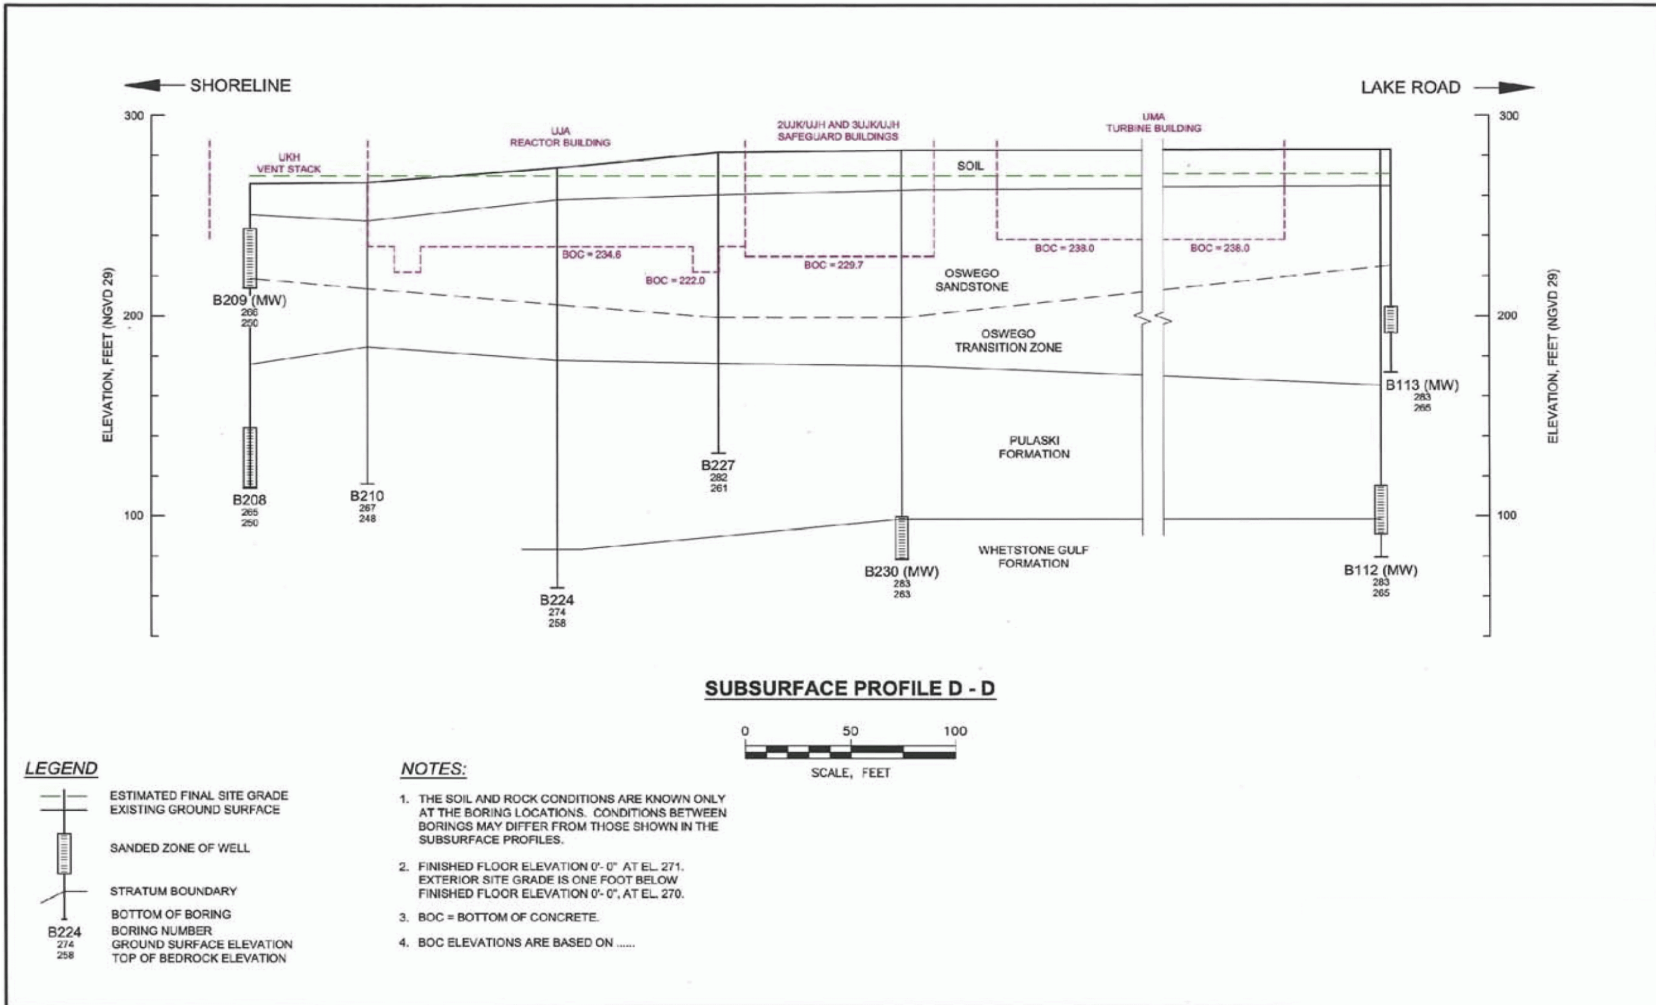 SHORELINE
LAKE ROAD
300
300
UKH
VENT STACK
UJA
REACTOR BUILDING
2UJK/UJH AND 3UJK/UJH
SAFEGUARD BUILDINGS
UMA
TURBINE BUILDING
SOIL
BOC = 234.6
BOC = 222.0
BOC = 229.7
BOC = 238.0
BOC = 238.0
OSWEGO
SANDSTONE
B209 (MW)
266
250
200
200
OSWEGO
TRANSITION ZONE
ELEVATION, FEET (NGVD 29)
ELEVATION, FEET (NGVD 29)
B113 (MW)
283
265
PULASKI
FORMATION
B227
282
261
B208
265
250
B210
267
248
100
100
WHETSTONE GULF
FORMATION
B230 (MW)
283
263
B112 (MW)
283
265
B224
274
258
SUBSURFACE PROFILE D - D
0 50 100
SCALE, FEET
LEGEND
ESTIMATED FINAL SITE GRADE
EXISTING GROUND SURFACE
SANDED ZONE OF WELL
STRATUM BOUNDARY
BOTTOM OF BORING
B224 BORING NUMBER
274 GROUND SURFACE ELEVATION
258 TOP OF BEDROCK ELEVATION
NOTES:
1. THE SOIL AND ROCK CONDITIONS ARE KNOWN ONLY
AT THE BORING LOCATIONS. CONDITIONS BETWEEN
BORINGS MAY DIFFER FROM THOSE SHOWN IN THE
SUBSURFACE PROFILES.
2. FINISHED FLOOR ELEVATION 0'- 0" AT EL. 271.
EXTERIOR SITE GRADE IS ONE FOOT BELOW
FINISHED FLOOR ELEVATION 0'- 0", AT EL. 270.
3. BOC = BOTTOM OF CONCRETE.
4. BOC ELEVATIONS ARE BASED ON ......